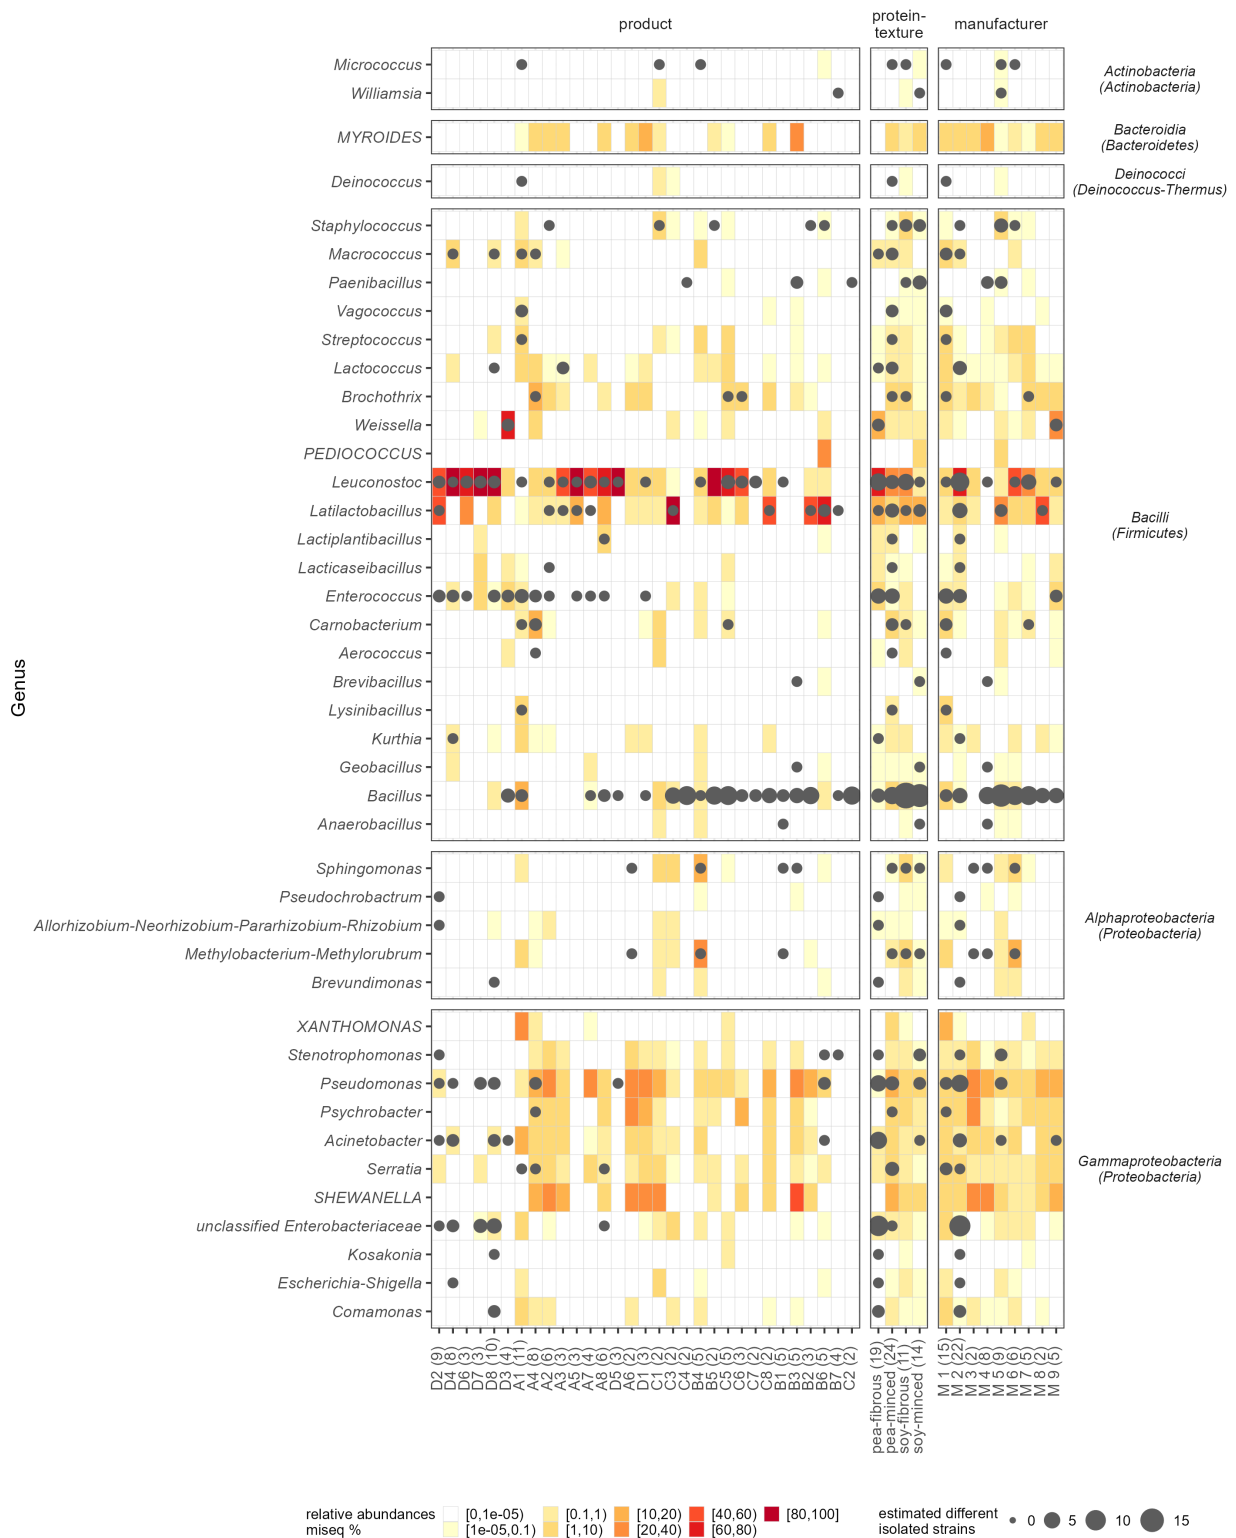 product
protein-
texture
manufacturer
Micrococcus
Williamsia
Actinobacteria
(Actinobacteria)
MYROIDES
Bacteroidia
(Bacteroidetes)
Deinococcus
Deinococci
(Deinococcus-Thermus)
Staphylococcus
Macrococcus
Paenibacillus
Vagococcus
Streptococcus
Lactococcus
Brochothrix
Weissella
PEDIOCOCCUS
Leuconostoc
Latilactobacillus
Lactiplantibacillus
Lacticaseibacillus
Enterococcus
Carnobacterium
Aerococcus
Brevibacillus
Lysinibacillus
Kurthia
Geobacillus
Bacillus
Anaerobacillus
Bacilli
(Firmicutes)
Genus
Sphingomonas
Pseudochrobactrum
Allorhizobium-Neorhizobium-Pararhizobium-Rhizobium
Methylobacterium-Methylorubrum
Brevundimonas
Alphaproteobacteria
(Proteobacteria)
XANTHOMONAS
Stenotrophomonas
Pseudomonas
Psychrobacter
Acinetobacter
Serratia
SHEWANELLA
unclassified Enterobacteriaceae
Kosakonia
Escherichia-Shigella
Comamonas
Gammaproteobacteria
(Proteobacteria)
D2 (9)
D4 (8)
D6 (3)
D7 (3)
D8 (10)
D3 (4)
A1 (11)
A4 (8)
A2 (6)
A3 (3)
A5 (3)
A7 (4)
A8 (6)
D5 (3)
A6 (2)
D1 (3)
C1 (2)
C3 (2)
C4 (2)
B4 (5)
B5 (2)
C5 (5)
C6 (3)
C7 (2)
C8 (2)
B1 (5)
B3 (5)
B2 (3)
B6 (5)
B7 (4)
C2 (2)
pea-fibrous (19)
pea-minced (24)
soy-fibrous (11)
soy-minced (14)
M 1 (15)
M 2 (22)
M 3 (2)
M 4 (8)
M 5 (9)
M 6 (6)
M 7 (5)
M 8 (2)
M 9 (5)
relative abundances
miseq %
[0,1e-05)
[1e-05,0.1)
[0.1,1)
[1,10)
[10,20)
[20,40)
[40,60)
[60,80)
[80,100]
estimated different
isolated strains
0
5
10
15